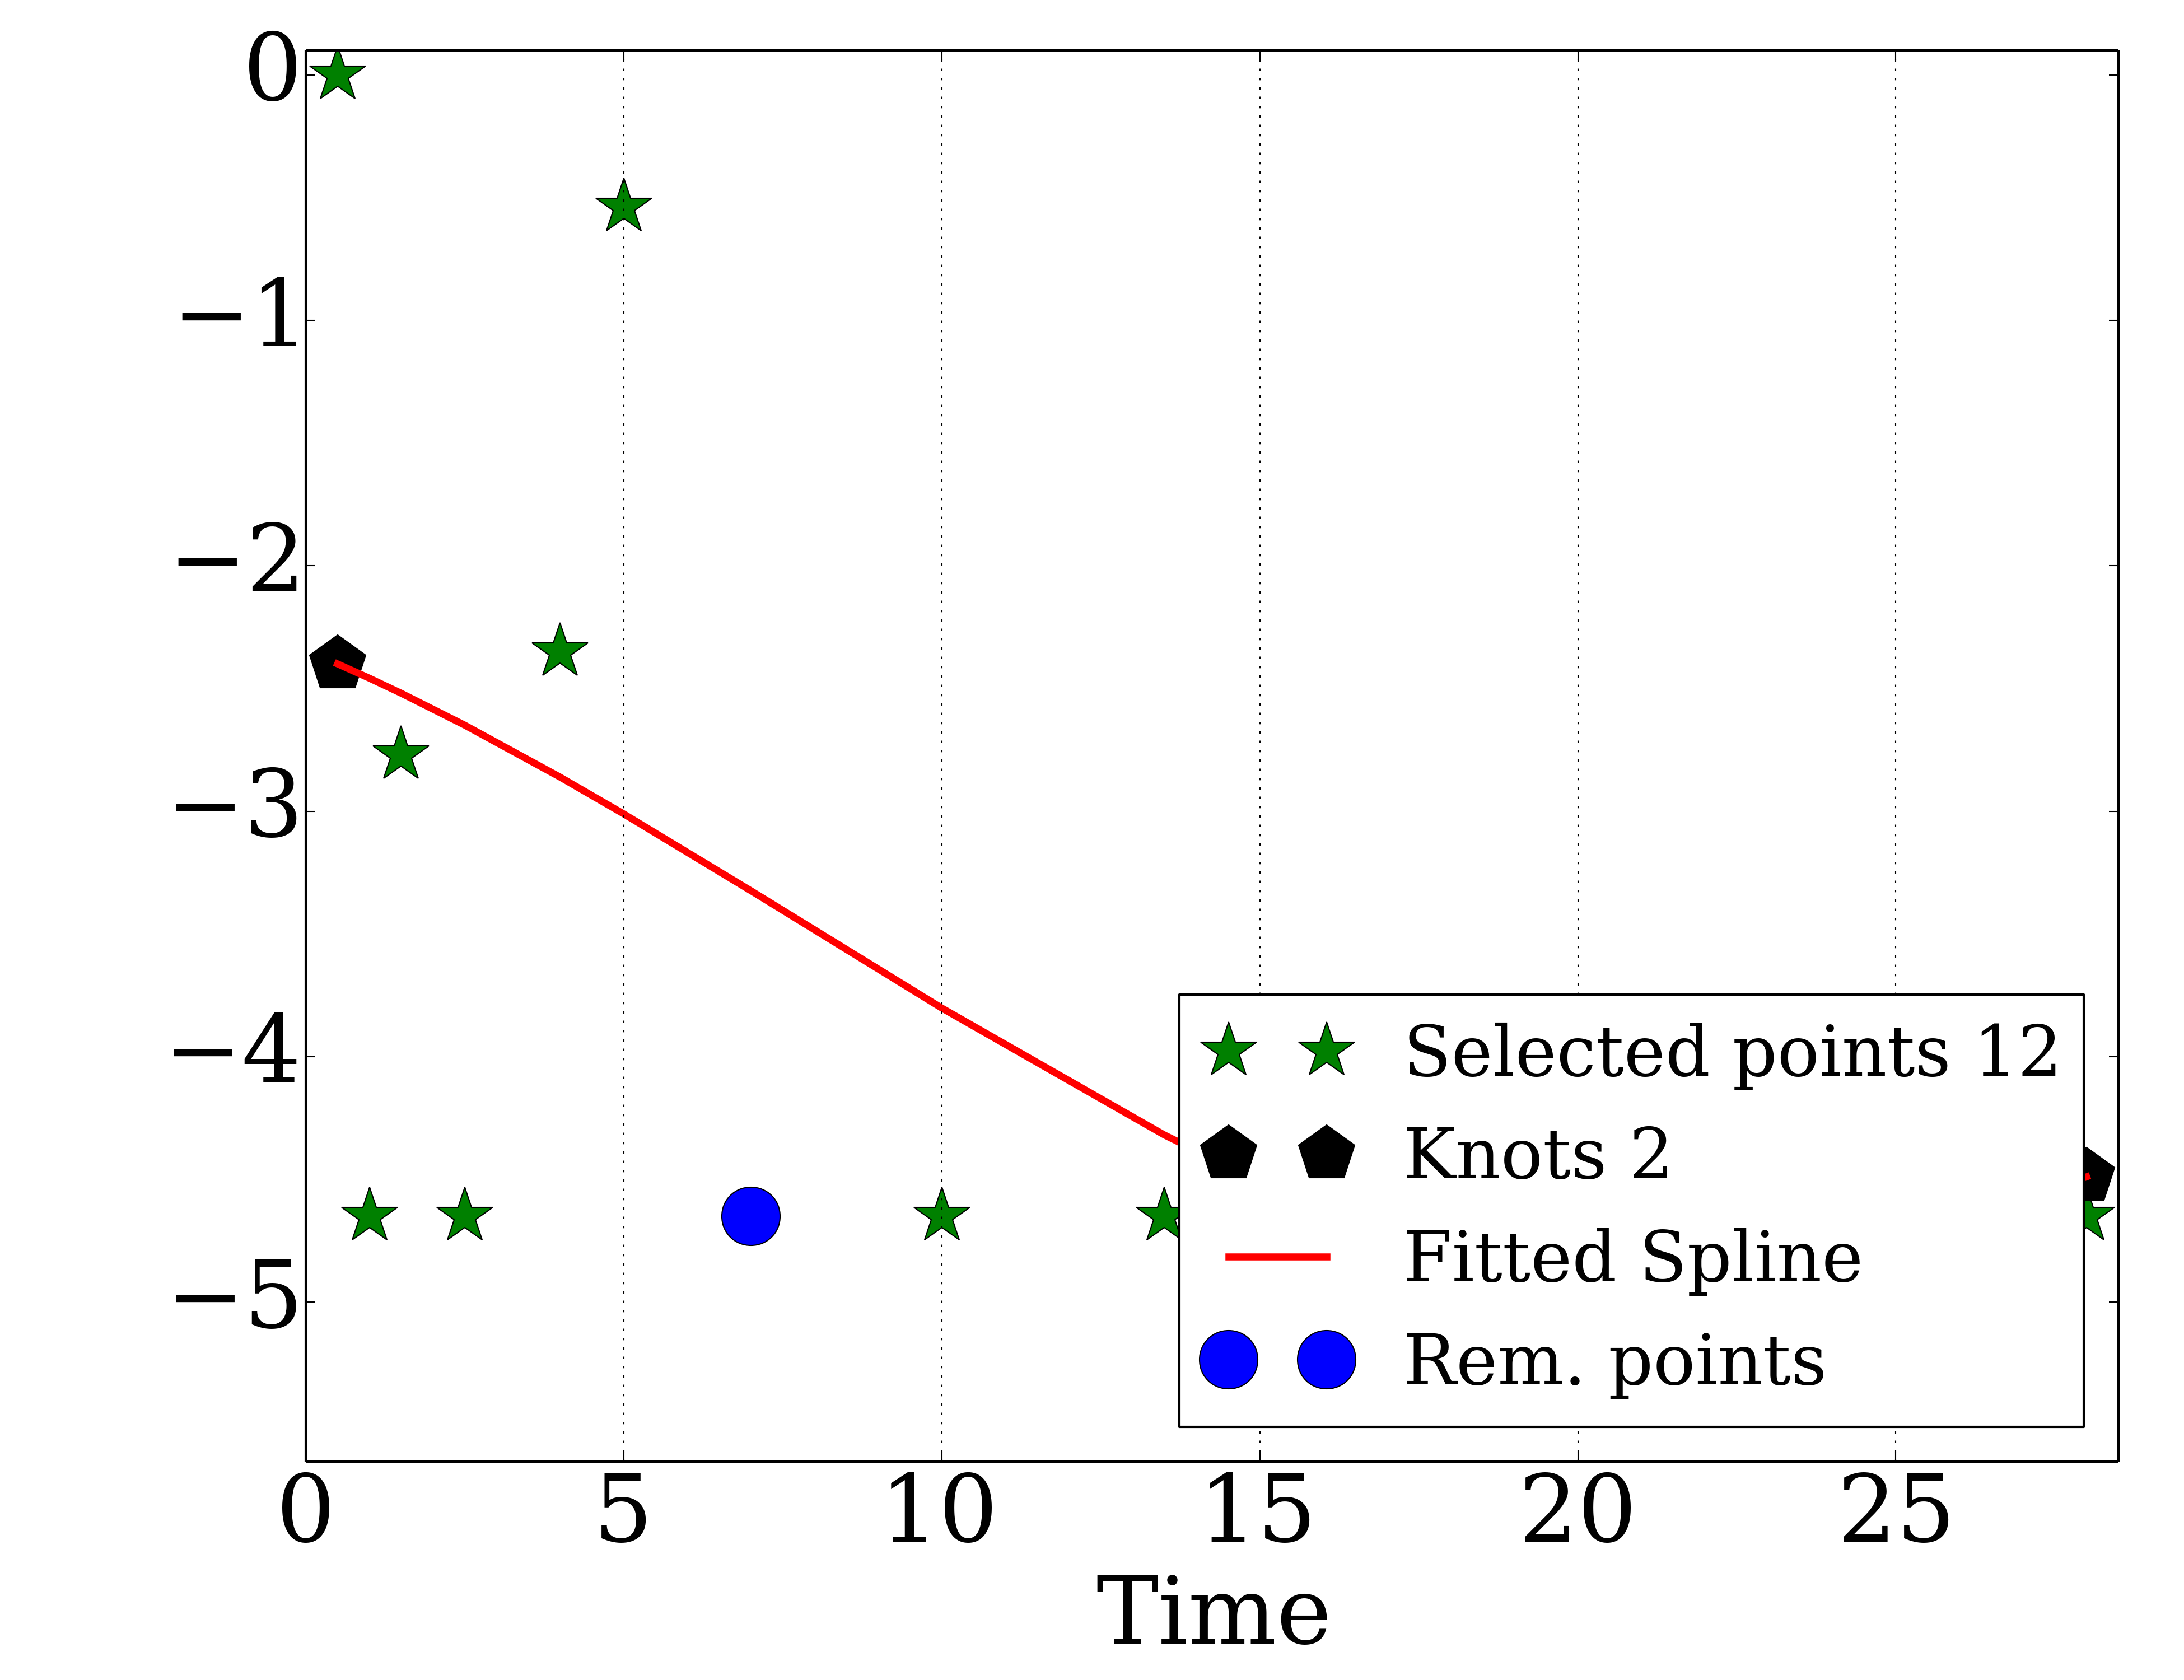 0
−1
−2
−3
−4
−5
Selected points 12
Knots 2
Fitted Spline
Rem. points
0 5 10 15 20 25
Time